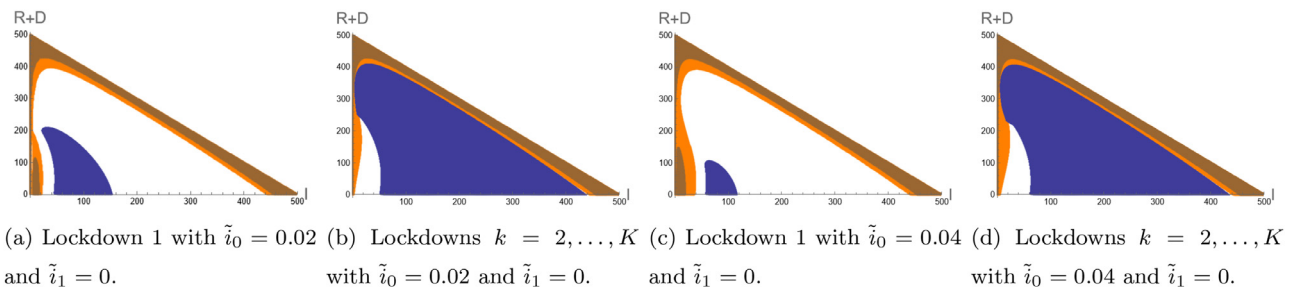 R+D R+D R+D R+D
500 500 500 500
400 400 400 400
300 300 300 300
200 200 200 200
100 100 100 100
0 0 0 0
100 200 300 400 500 I 100 200 300 400 500 I 100 200 300 400 500 I 100 200 300 400 500 I
(a) Lockdown 1 with ĩ₀ = 0.02 (b) Lockdowns k = 2, . . . , K (c) Lockdown 1 with ĩ₀ = 0.04 (d) Lockdowns k = 2, . . . , K
and ĩ₁ = 0. with ĩ₀ = 0.02 and ĩ₁ = 0. and ĩ₁ = 0. with ĩ₀ = 0.04 and ĩ₁ = 0.